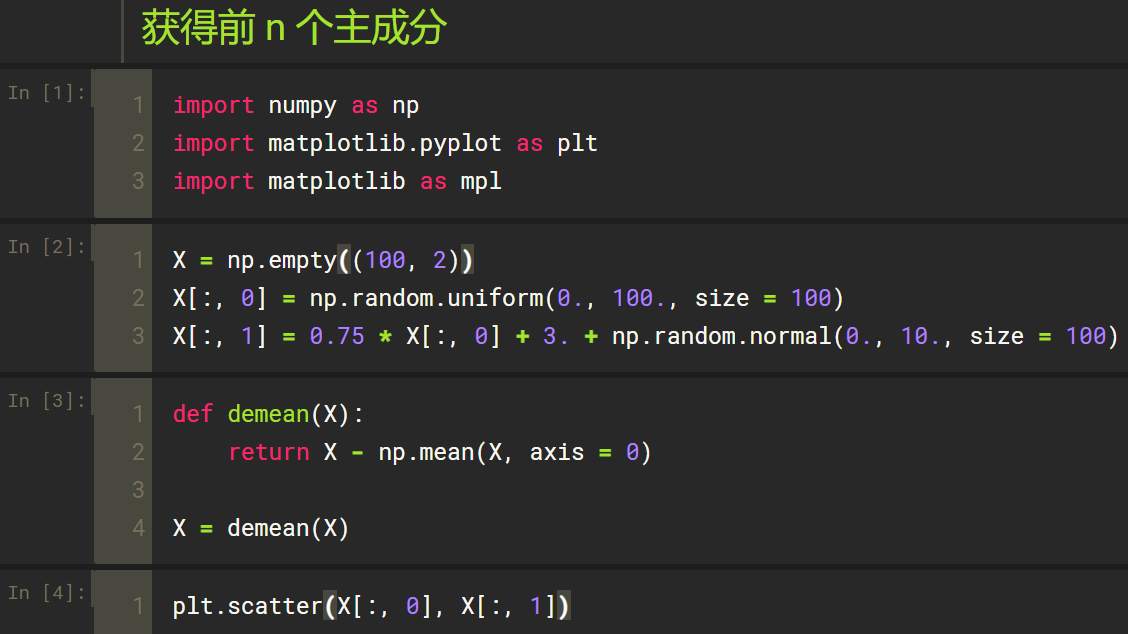 获得前 n 个主成分
In [1]:
1 import numpy as np
2 import matplotlib.pyplot as plt
3 import matplotlib as mpl
In [2]:
1 X = np.empty((100, 2))
2 X[:, 0] = np.random.uniform(0., 100., size = 100)
3 X[:, 1] = 0.75 * X[:, 0] + 3. + np.random.normal(0., 10., size = 100)
In [3]:
1 def demean(X):
2     return X - np.mean(X, axis = 0)
3
4 X = demean(X)
In [4]:
1 plt.scatter(X[:, 0], X[:, 1])